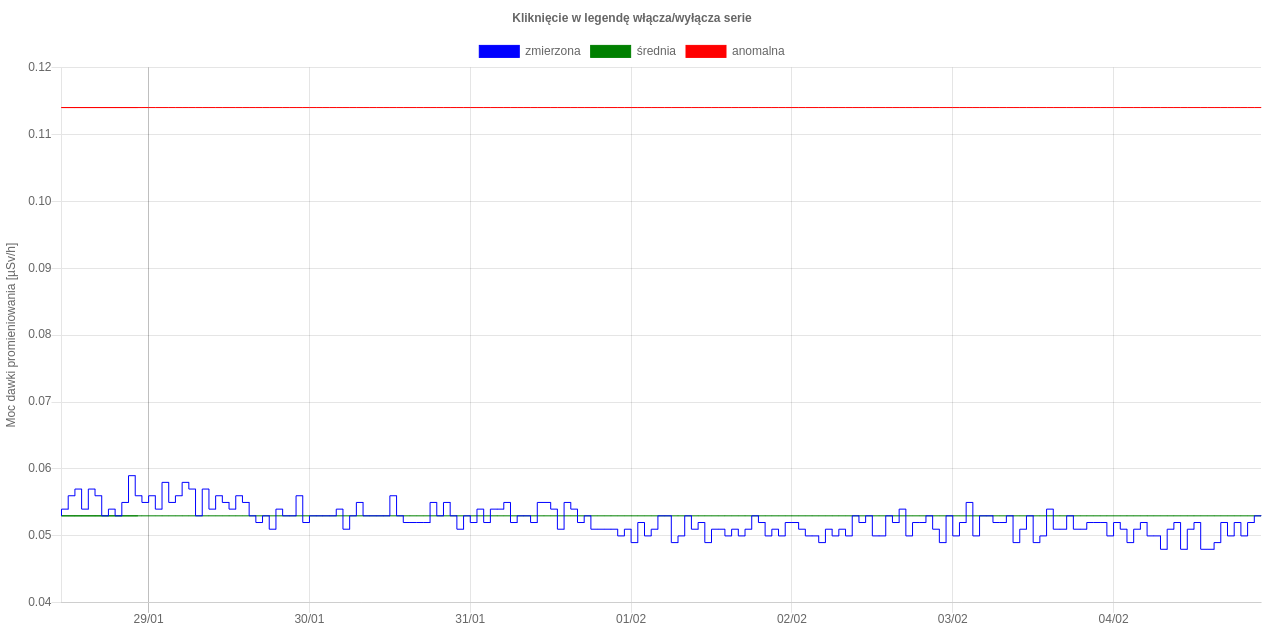 Kliknięcie w legendę włącza/wyłącza serie
zmierzona średnia anomalna
Moc dawki promieniowania [µSv/h]
0.12
0.11
0.10
0.09
0.08
0.07
0.06
0.05
0.04
29/01 30/01 31/01 01/02 02/02 03/02 04/02